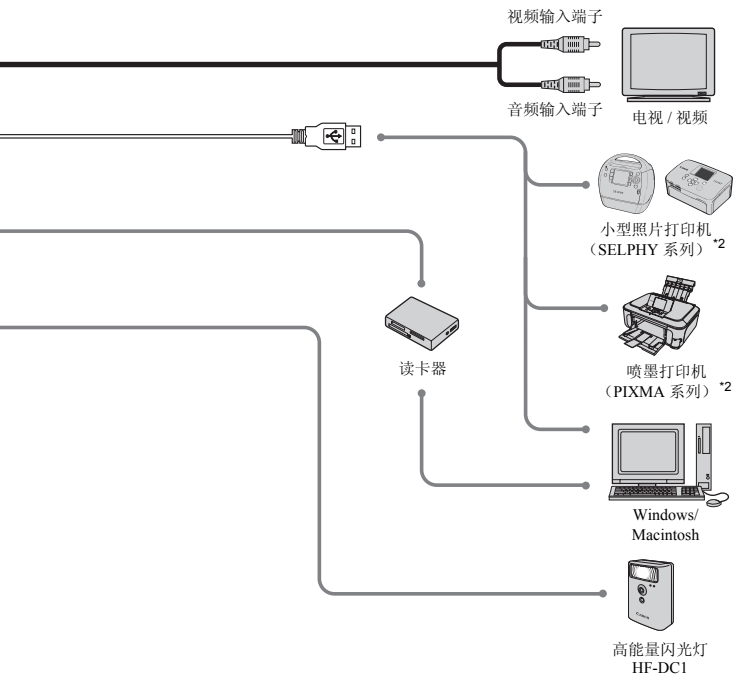 视频输入端子
音频输入端子
电视 / 视频
小型照片打印机
（SELPHY 系列）*2
喷墨打印机
（PIXMA 系列）*2
读卡器
Windows/
Macintosh
Canon
高能量闪光灯
HF-DC1